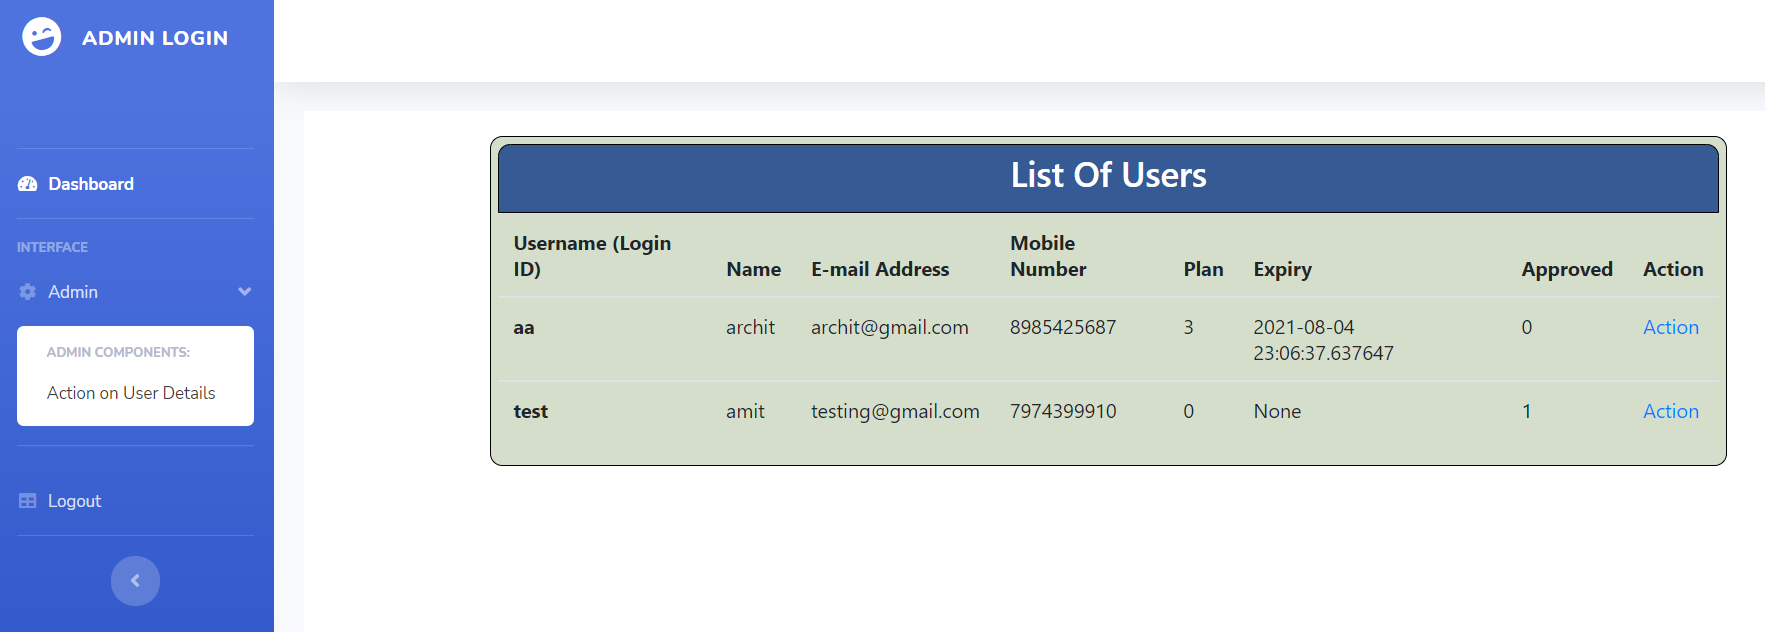 ADMIN LOGIN
Dashboard
INTERFACE
Admin
ADMIN COMPONENTS:
Action on User Details
Logout
List Of Users
Username (Login
ID) Name E-mail Address Mobile
Number Plan Expiry Approved Action
aa archit archit@gmail.com 8985425687 3 2021-08-04 0 Action
23:06:37.637647
test amit testing@gmail.com 7974399910 0 None 1 Action